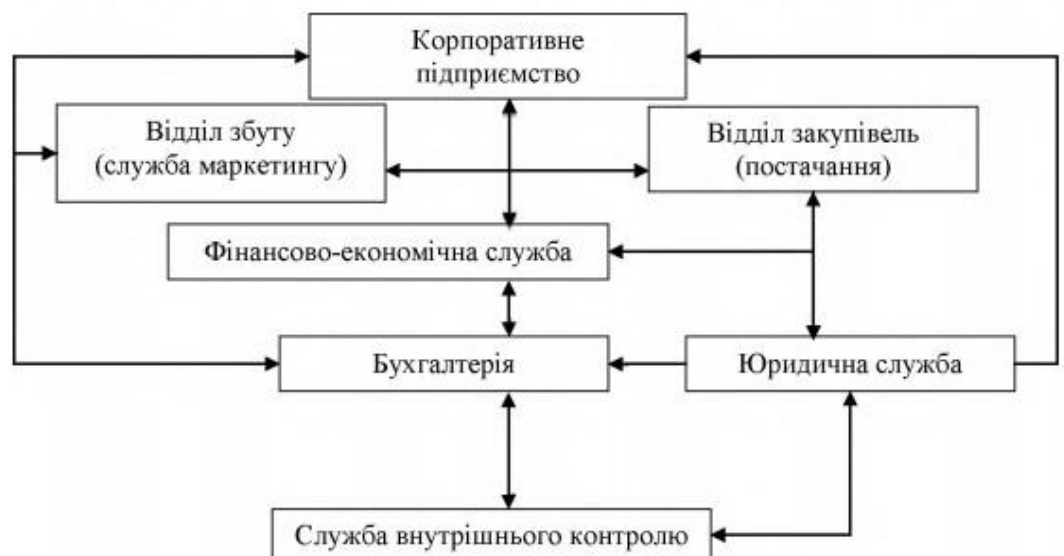 Корпоративне
підприємство
Відділ збуту
(служба маркетингу)
Відділ закупівель
(постачання)
Фінансово-економічна служба
Бухгалтерія
Юридична служба
Служба внутрішнього контролю